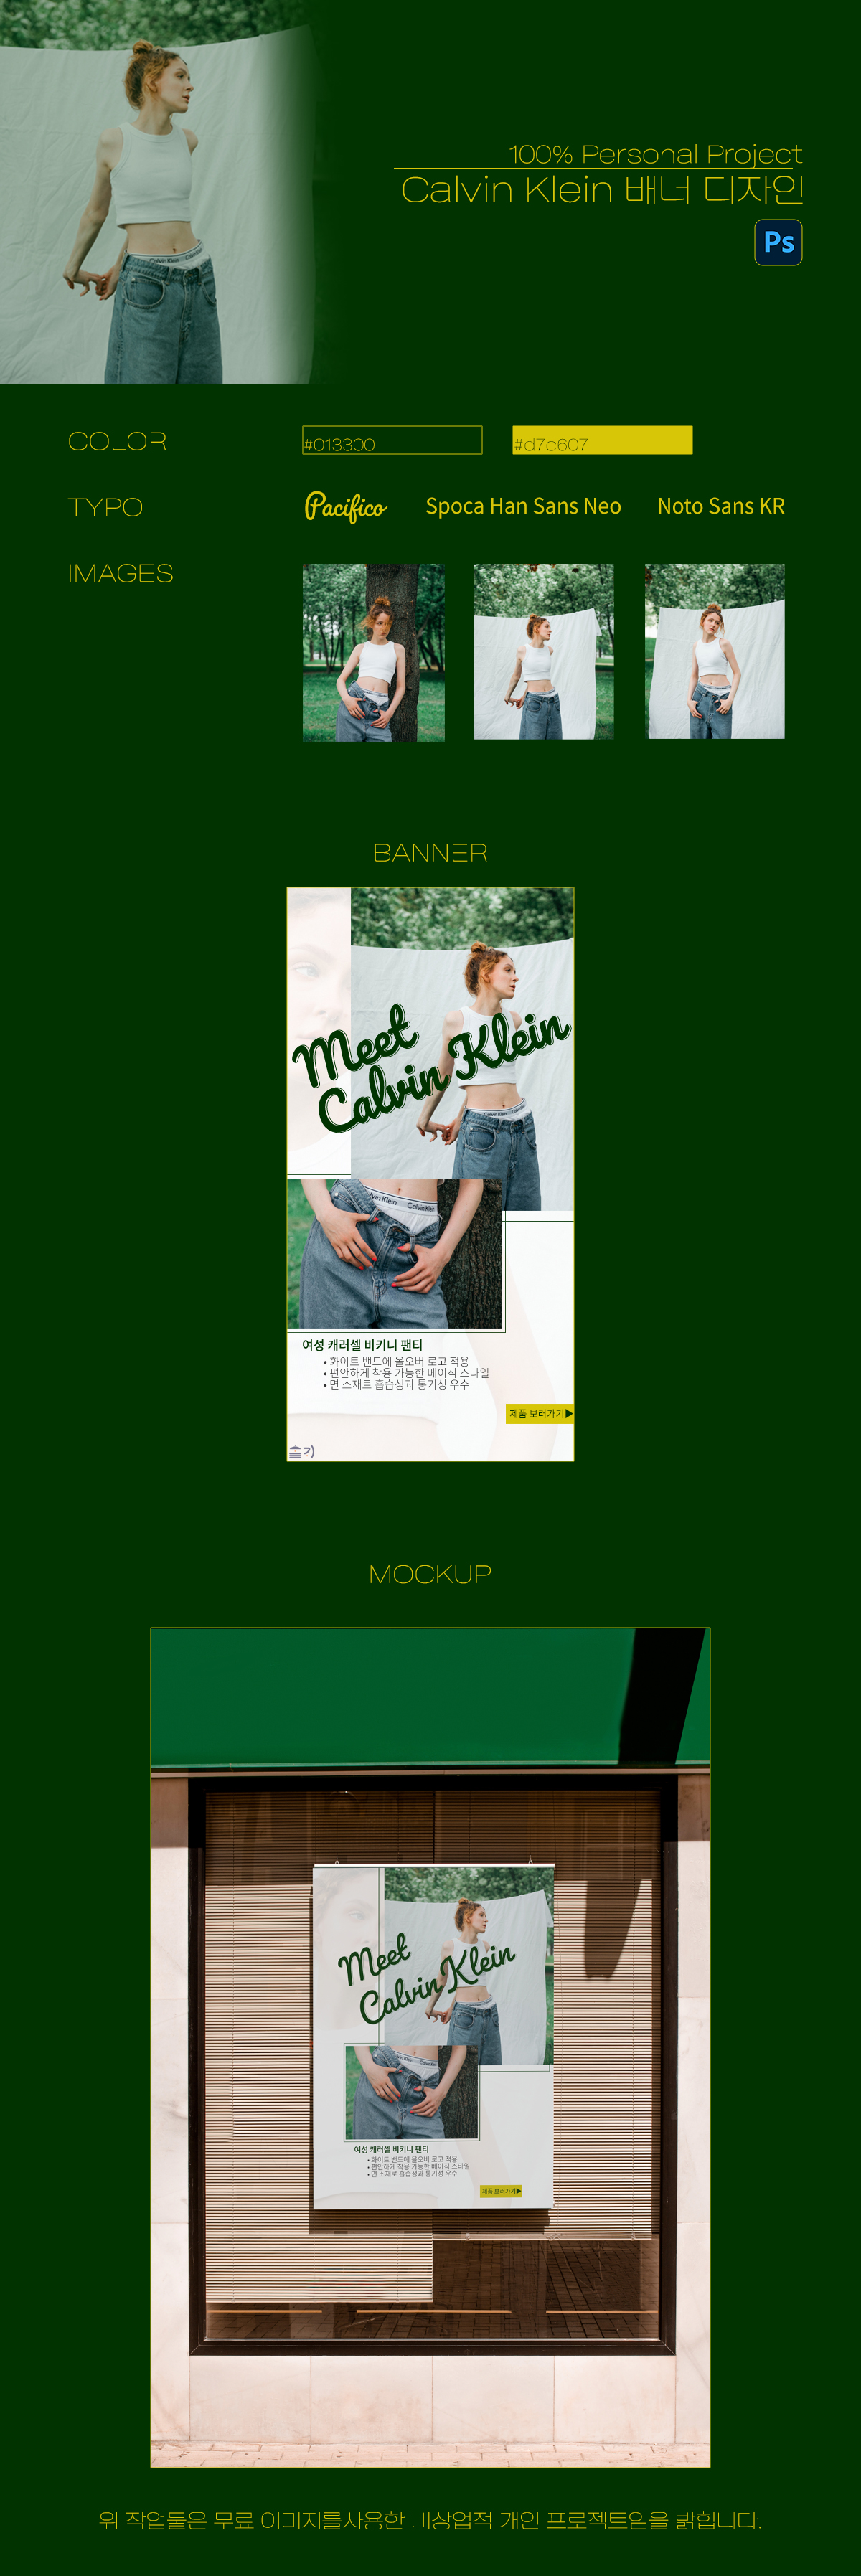 100% Personal Project
Calvin Klein 배너 디자인
Ps
COLOR
#013300
#d7c607
TYPO
Pacifico
Spoca Han Sans Neo
Noto Sans KR
IMAGES
BANNER
Meet
Calvin Klein
Calvin Klein
여성 캐러셀 비키니 팬티
• 화이트 밴드에 올오버 로고 적용
• 편안하게 착용 가능한 베이직 스타일
• 면 소재로 흡습성과 통기성 우수
제품 보러가기▶
MOCKUP
Meet
Calvin Klein
여성 캐러셀 비키니 팬티
• 화이트 밴드에 올오버 로고 적용
• 편안하게 착용 가능한 베이직 스타일
• 면 소재로 흡습성과 통기성 우수
제품 보러가기▶
위 작업물은 무료 이미지를사용한 비상업적 개인 프로젝트임을 밝힙니다.